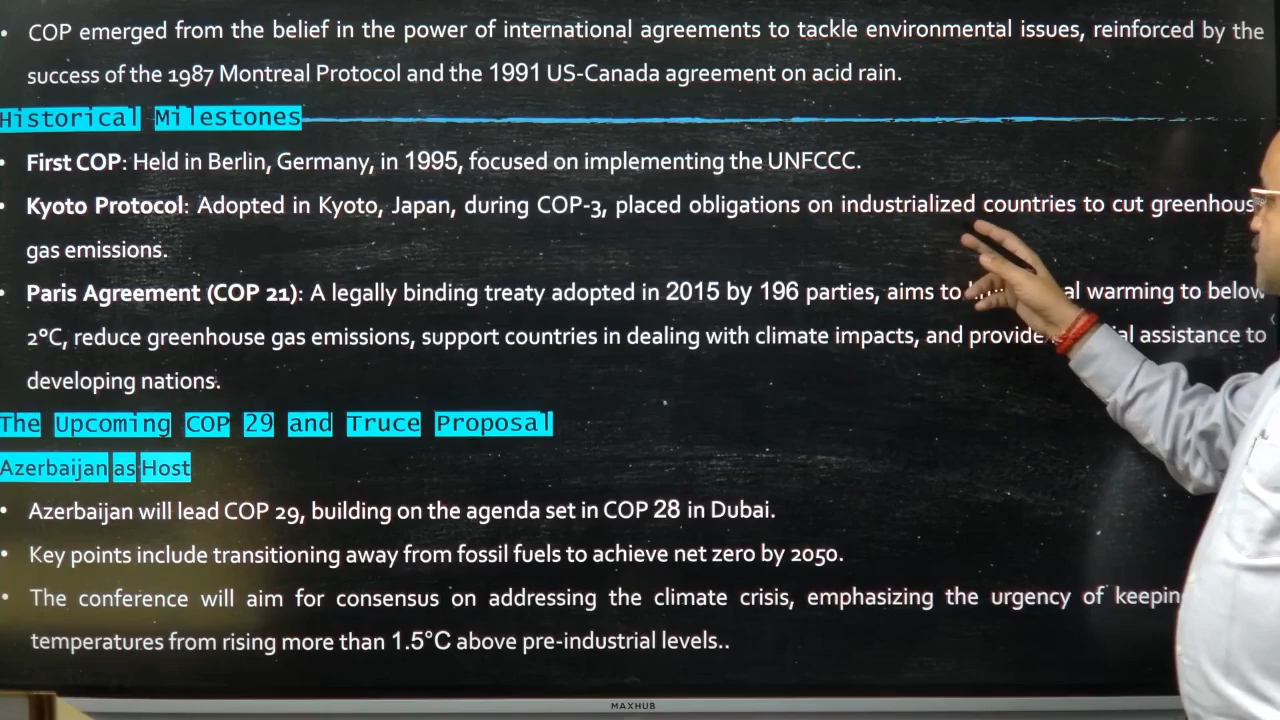 • COP emerged from the belief in the power of international agreements to tackle environmental issues, reinforced by the
success of the 1987 Montreal Protocol and the 1991 US-Canada agreement on acid rain.
Historical Milestones
• First COP: Held in Berlin, Germany, in 1995, focused on implementing the UNFCCC.
• Kyoto Protocol: Adopted in Kyoto, Japan, during COP-3, placed obligations on industrialized countries to cut
gas emissions.
• Paris Agreement (COP 21): A legally binding treaty adopted in 2015 by 196 parties, aims to warming to below
2°C, reduce greenhouse gas emissions, support countries in dealing with climate impacts, and provide assistance to
developing nations.
The Upcoming COP 29 and Truce Proposal
Azerbaijan as Host
• Azerbaijan will lead COP 29, building on the agenda set in COP 28 in Dubai.
• Key points include transitioning away from fossil fuels to achieve net zero by 2050.
• The conference will aim for consensus on addressing the climate crisis, emphasizing the urgency of
temperatures from rising more than 1.5°C above pre-industrial levels..
MAXHUB